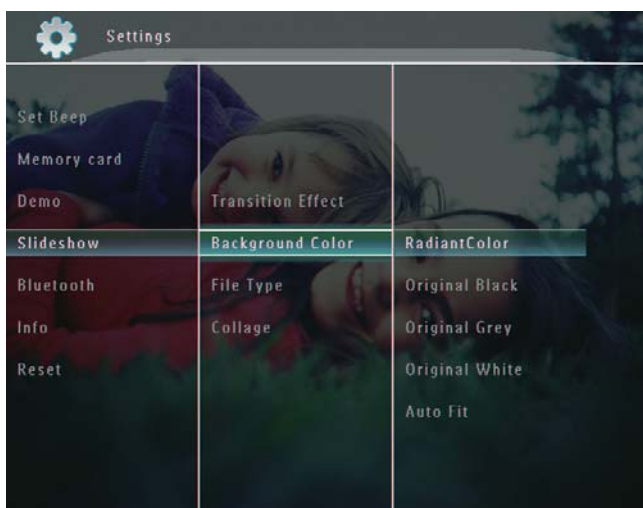 Settings
Set Beep
Memory card
Demo
Slideshow
Bluetooth
Info
Reset
Transition Effect
Background Color
File Type
Collage
RadiantColor
Original Black
Original Grey
Original White
Auto Fit